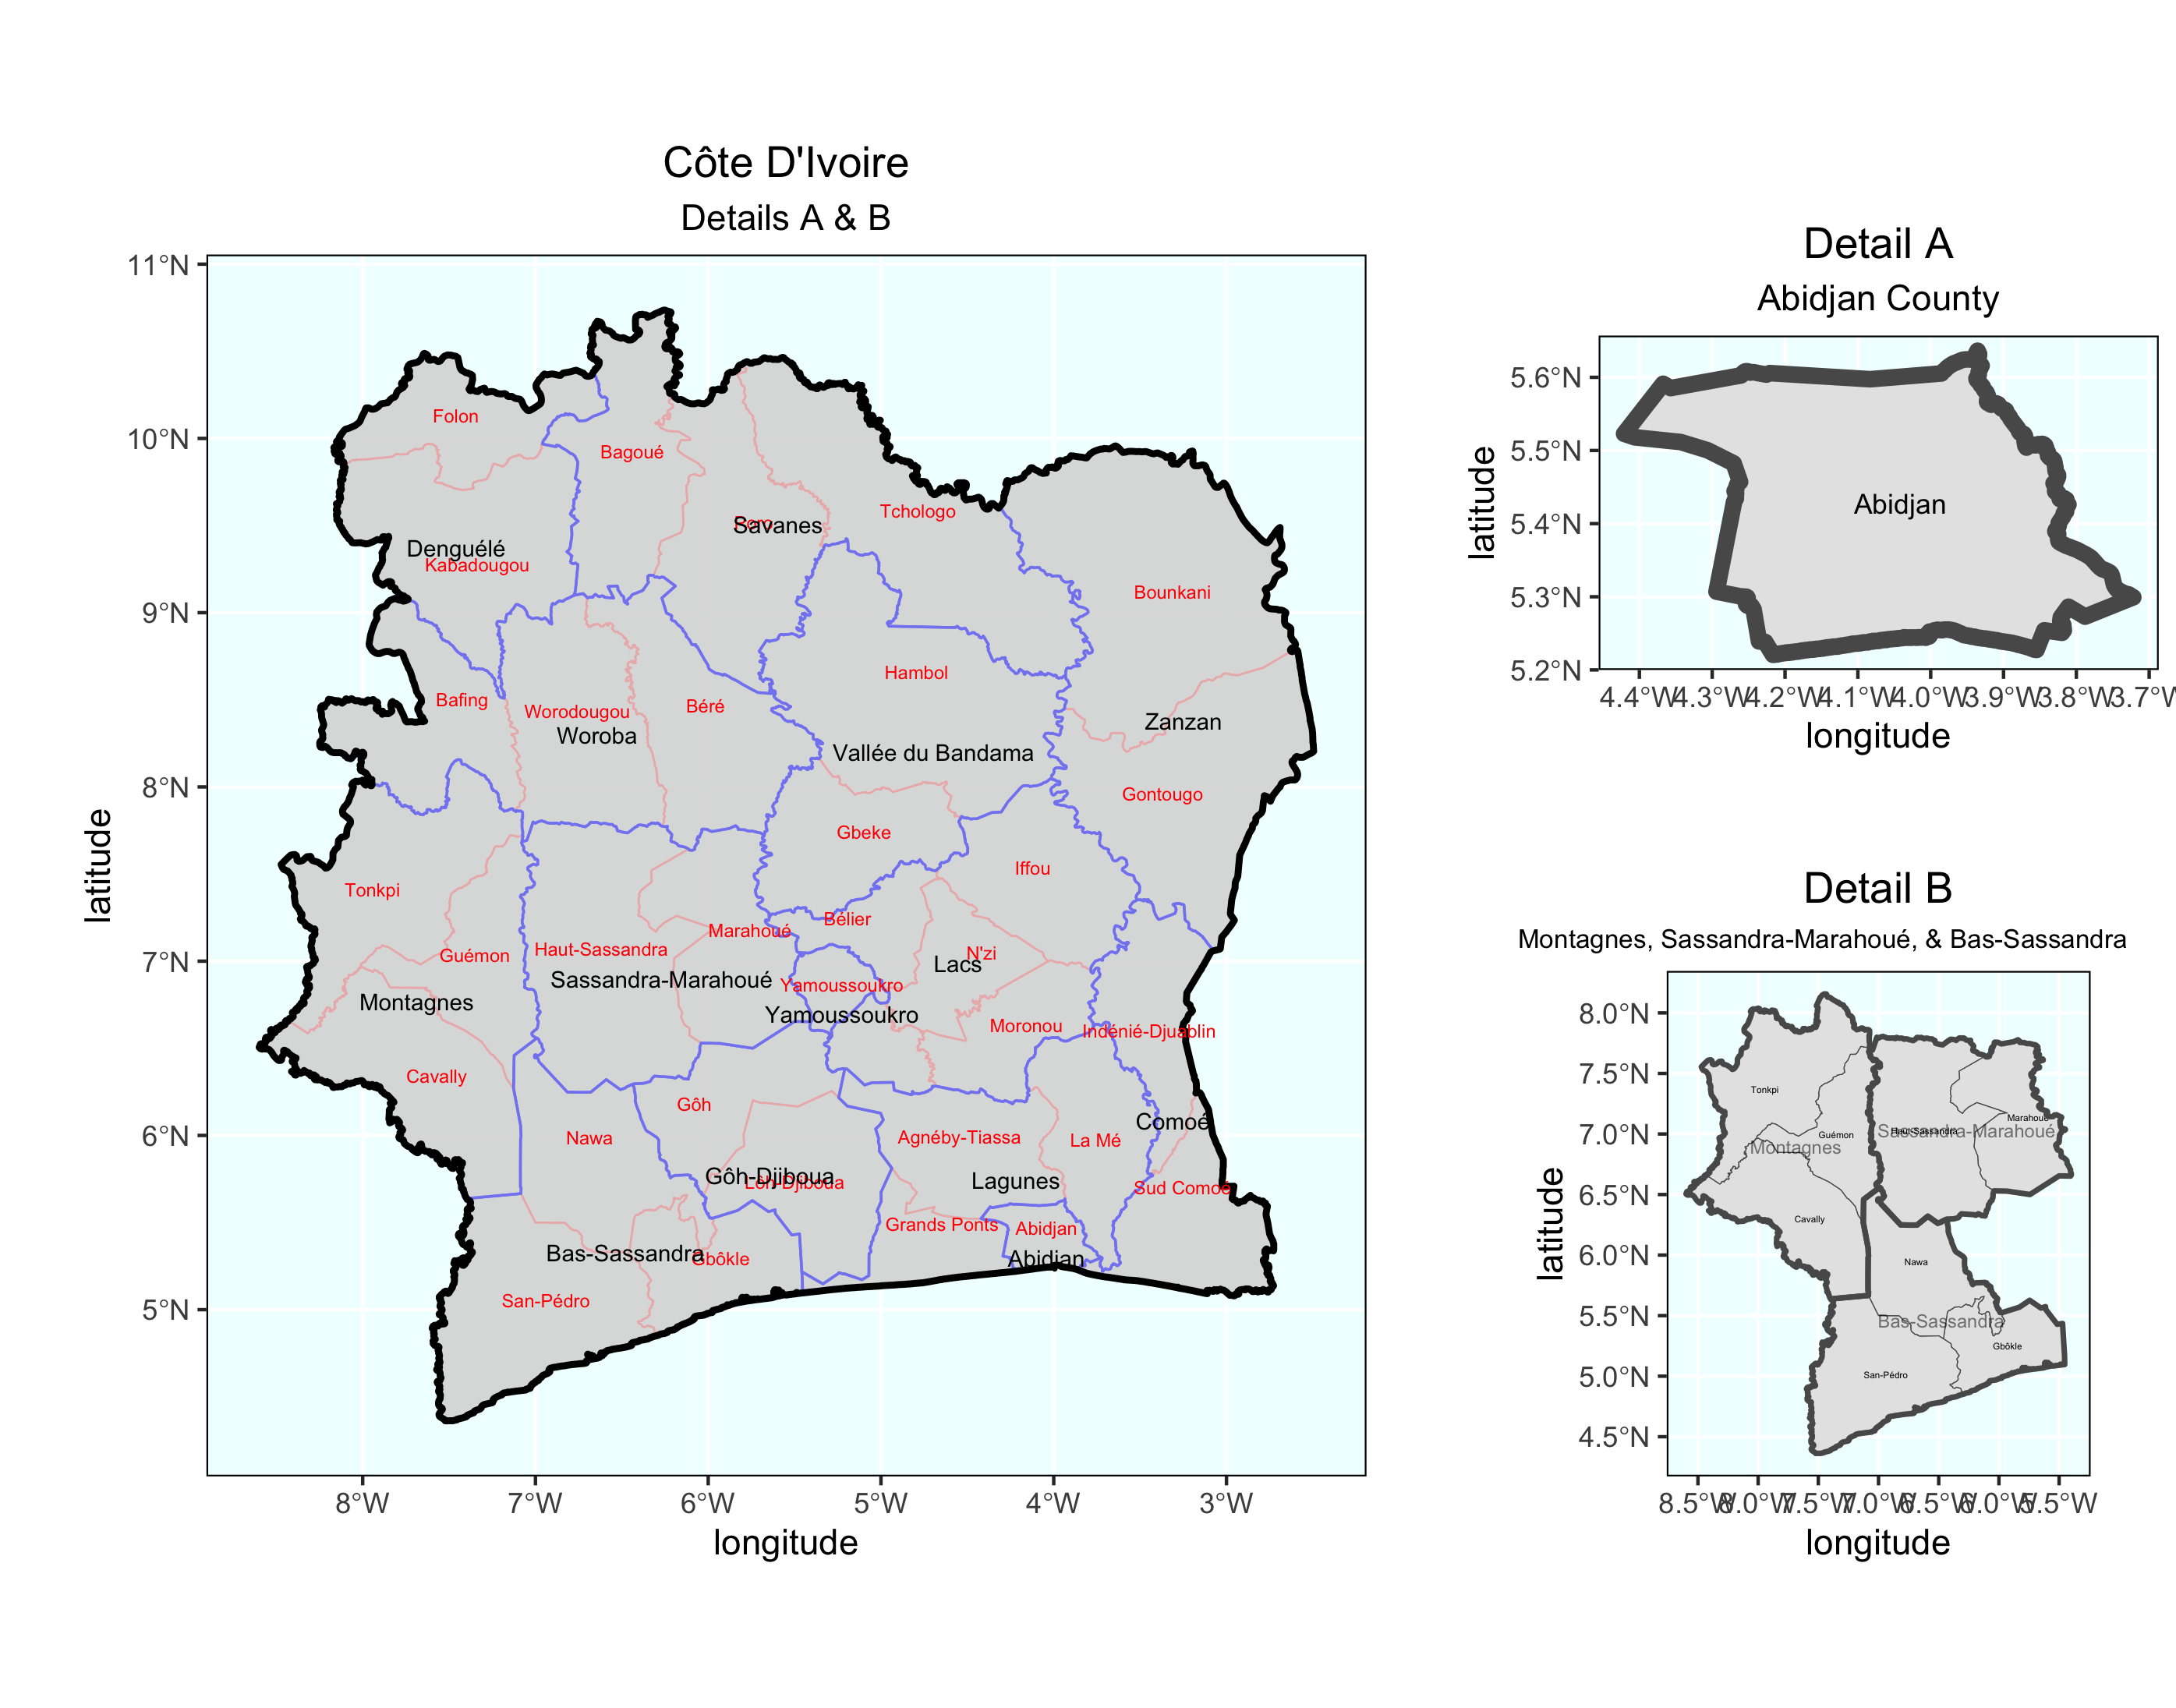 Côte D'Ivoire
Details A & B
11°N
10°N
9°N
8°N
7°N
6°N
5°N
latitude
Folon
Bagoué
Tchologo
Savanes
Denguélé
Kabadougou
Bounkani
Hambol
Bafing
Worodougou
Béré
Woroba
Zanzan
Vallée du Bandama
Gontougo
Gbeke
Iffou
Tonkpi
Bélier
Marahoué
Haut-Sassandra
Guémon
N'zi
Lacs
Sassandra-Marahoué
Yamoussoukro
Montagnes
Yamoussoukro
Moronou
Indénié-Djuablin
Cavally
Gôh
Comoé
Nawa
Agnéby-Tiassa
La Mé
Gôh-Djiboua
Lôh-Djiboua
Lagunes
Sud Comoé
Grands Ponts
Abidjan
Bas-Sassandra
Gbôkle
Abidjan
San-Pédro
8°W 7°W 6°W 5°W 4°W 3°W
longitude
Detail A
Abidjan County
5.6°N
5.5°N
5.4°N
5.3°N
5.2°N
latitude
Abidjan
4.4°W 4.3°W 4.2°W 4.1°W 4.0°W 3.9°W 3.8°W 3.7°W
longitude
Detail B
Montagnes, Sassandra-Marahoué, & Bas-Sassandra
8.0°N
7.5°N
7.0°N
6.5°N
6.0°N
5.5°N
5.0°N
4.5°N
latitude
Tonkpi
Marahoué
Guémon
Haut-Sassandra
Sassandra-Marahoué
Montagnes
Cavally
Nawa
Bas-Sassandra
Gbôkle
San-Pédro
8.5°W 8.0°W 7.5°W 7.0°W 6.5°W 6.0°W 5.5°W
longitude